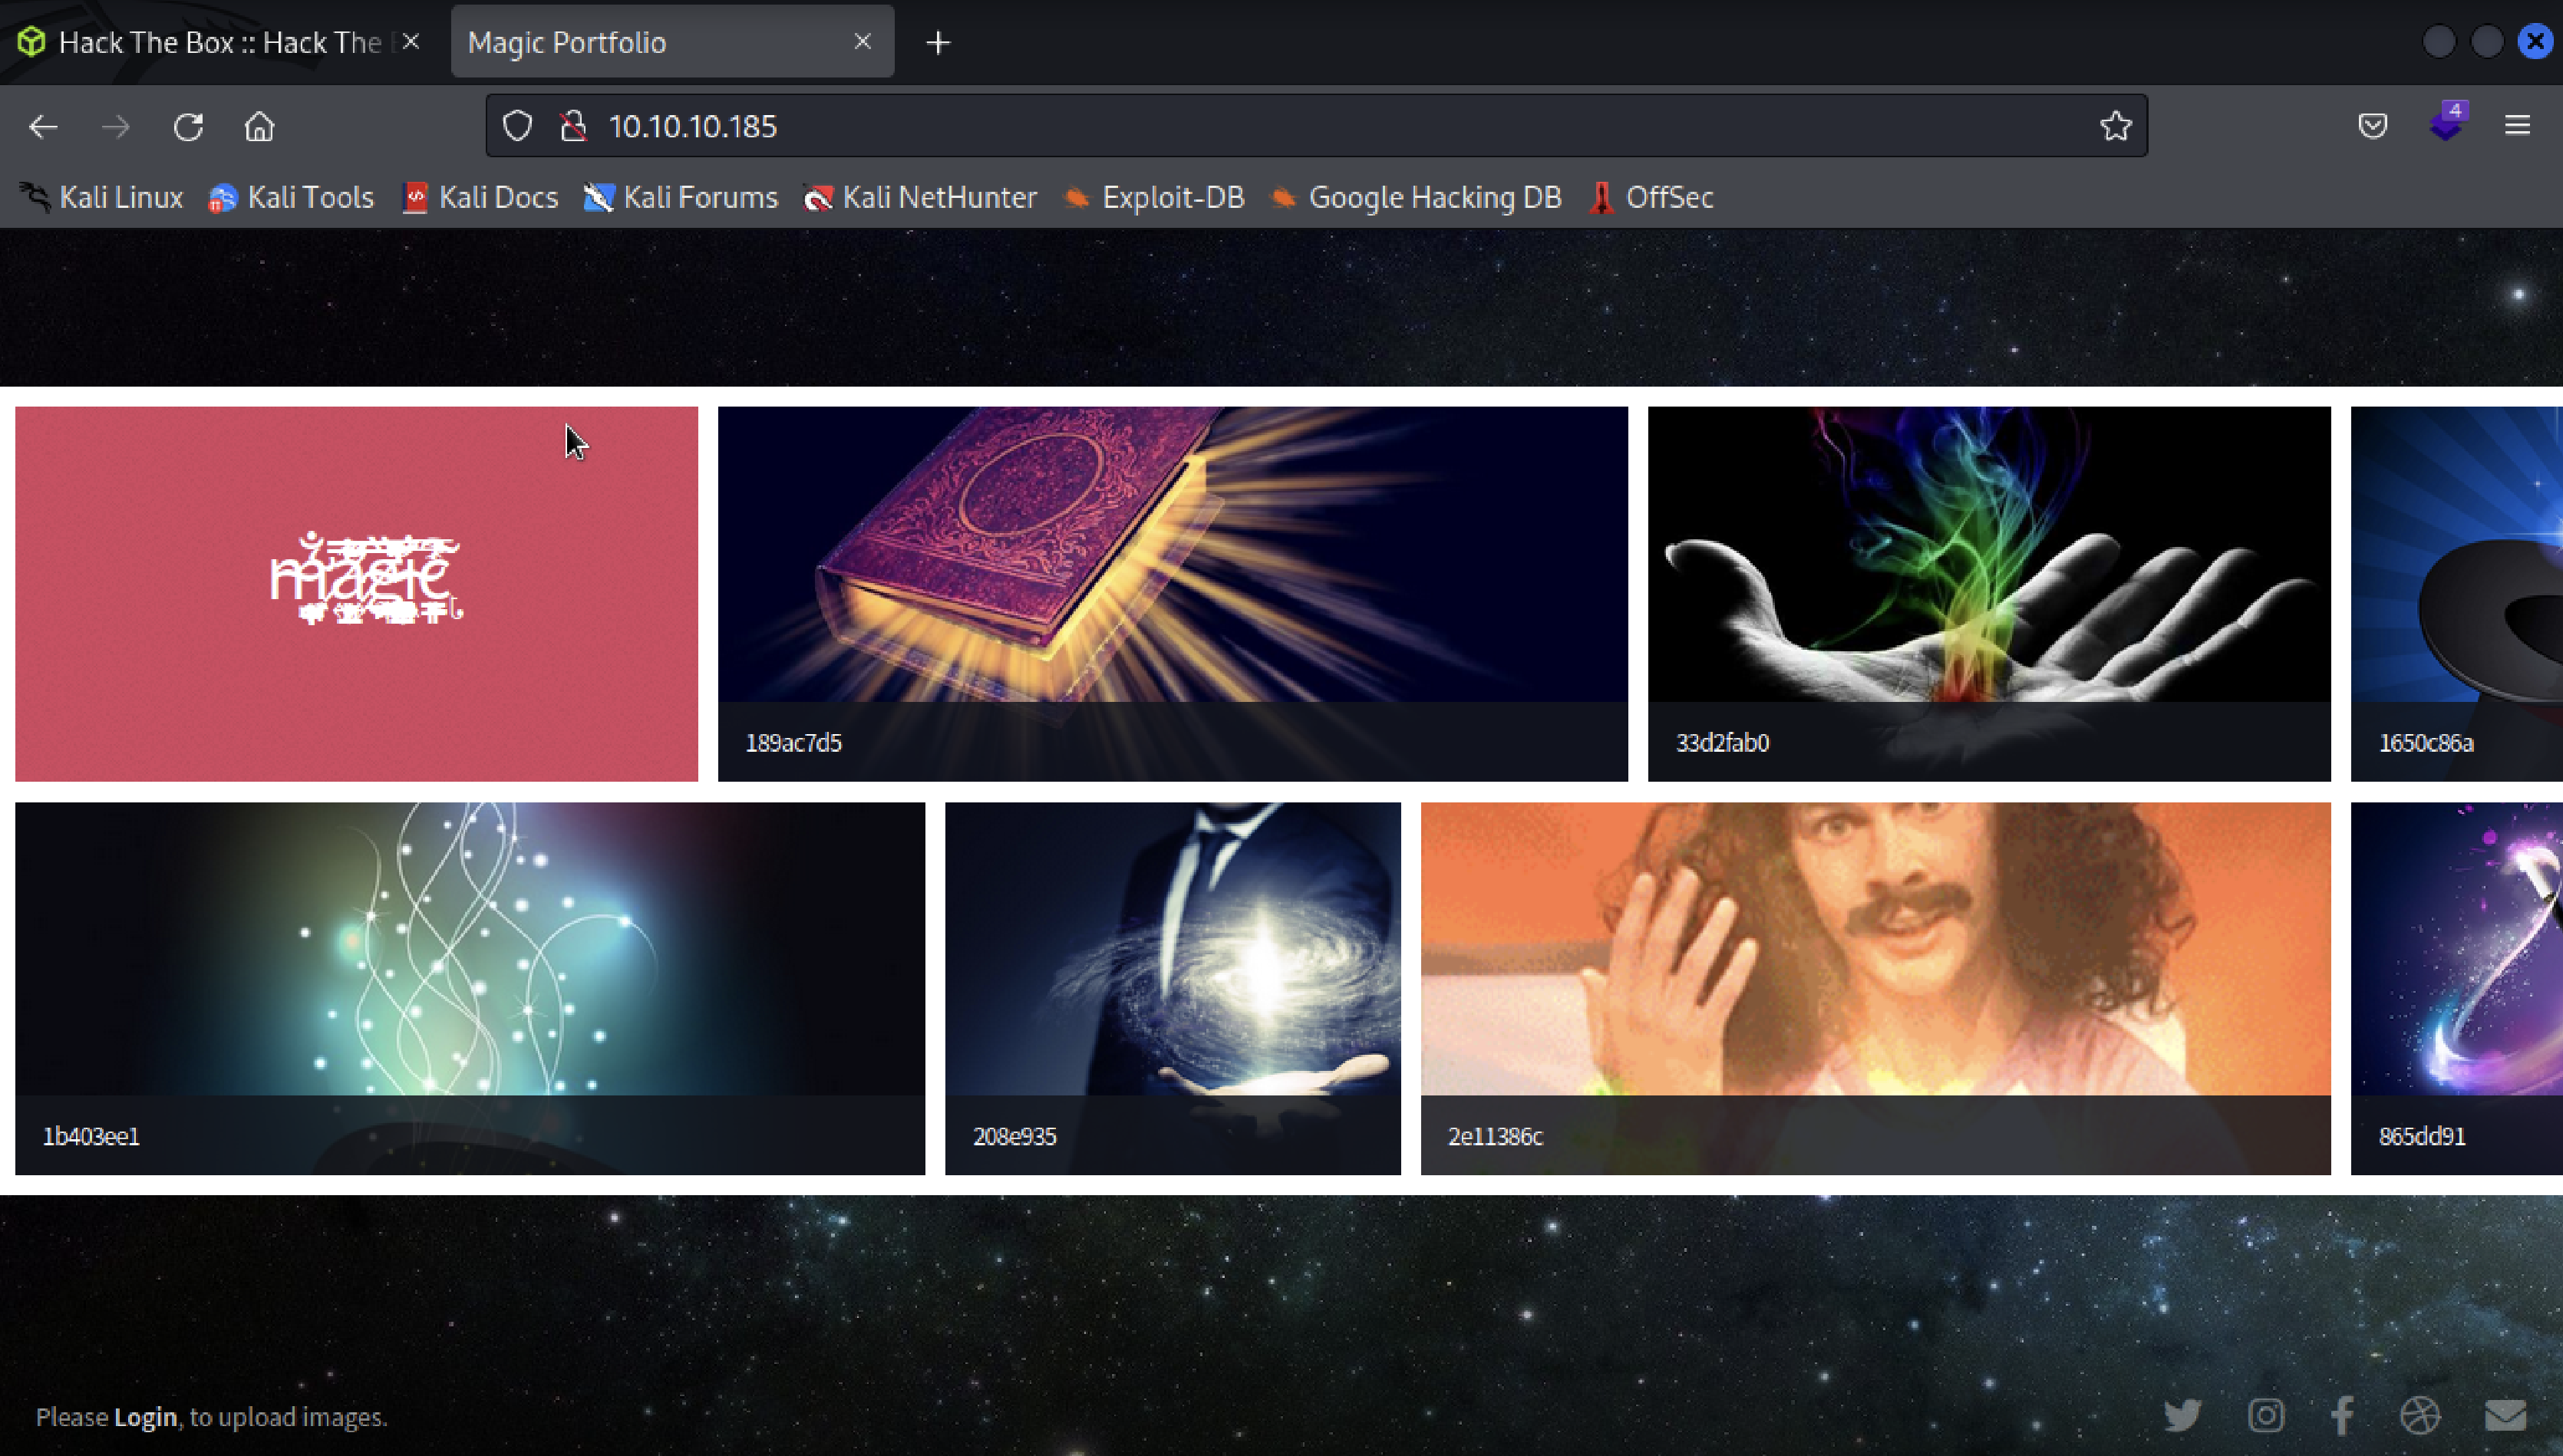 Hack The Box :: Hack The
Magic Portfolio
10.10.10.185
4
Kali Linux
Kali Tools
Kali Docs
Kali Forums
Kali NetHunter
Exploit-DB
Google Hacking DB
OffSec
magic
189ac7d5
33d2fab0
1650c86a
1b403ee1
208e935
2e11386c
865dd91
Please Login, to upload images.